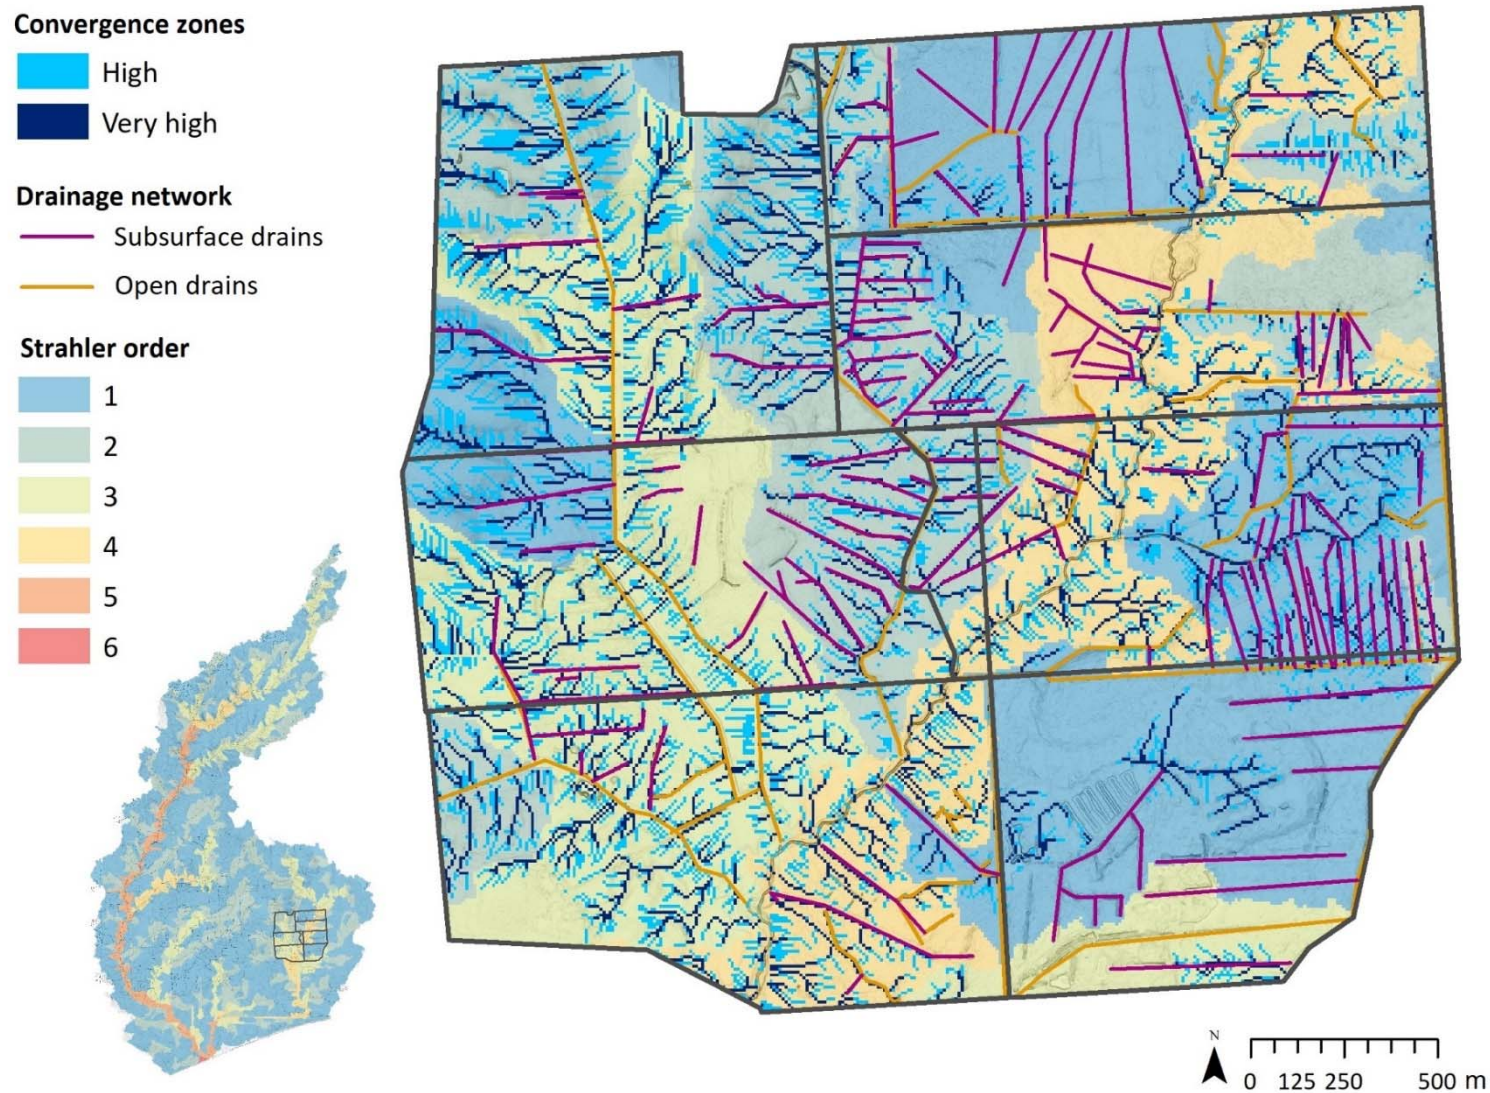 Convergence zones
High
Very high
Drainage network
Subsurface drains
Open drains
Strahler order
1
2
3
4
5
6
N
0 125 250 500 m